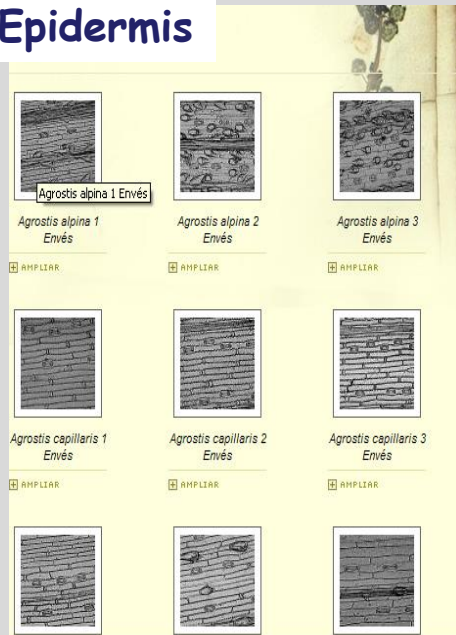 Epidermis
Agrostis alpina 1 Envés
Agrostis alpina 1
Envés
Agrostis alpina 2
Envés
Agrostis alpina 3
Envés
AMPLIAR
AMPLIAR
AMPLIAR
Agrostis capillaris 1
Envés
Agrostis capillaris 2
Envés
Agrostis capillaris 3
Envés
AMPLIAR
AMPLIAR
AMPLIAR